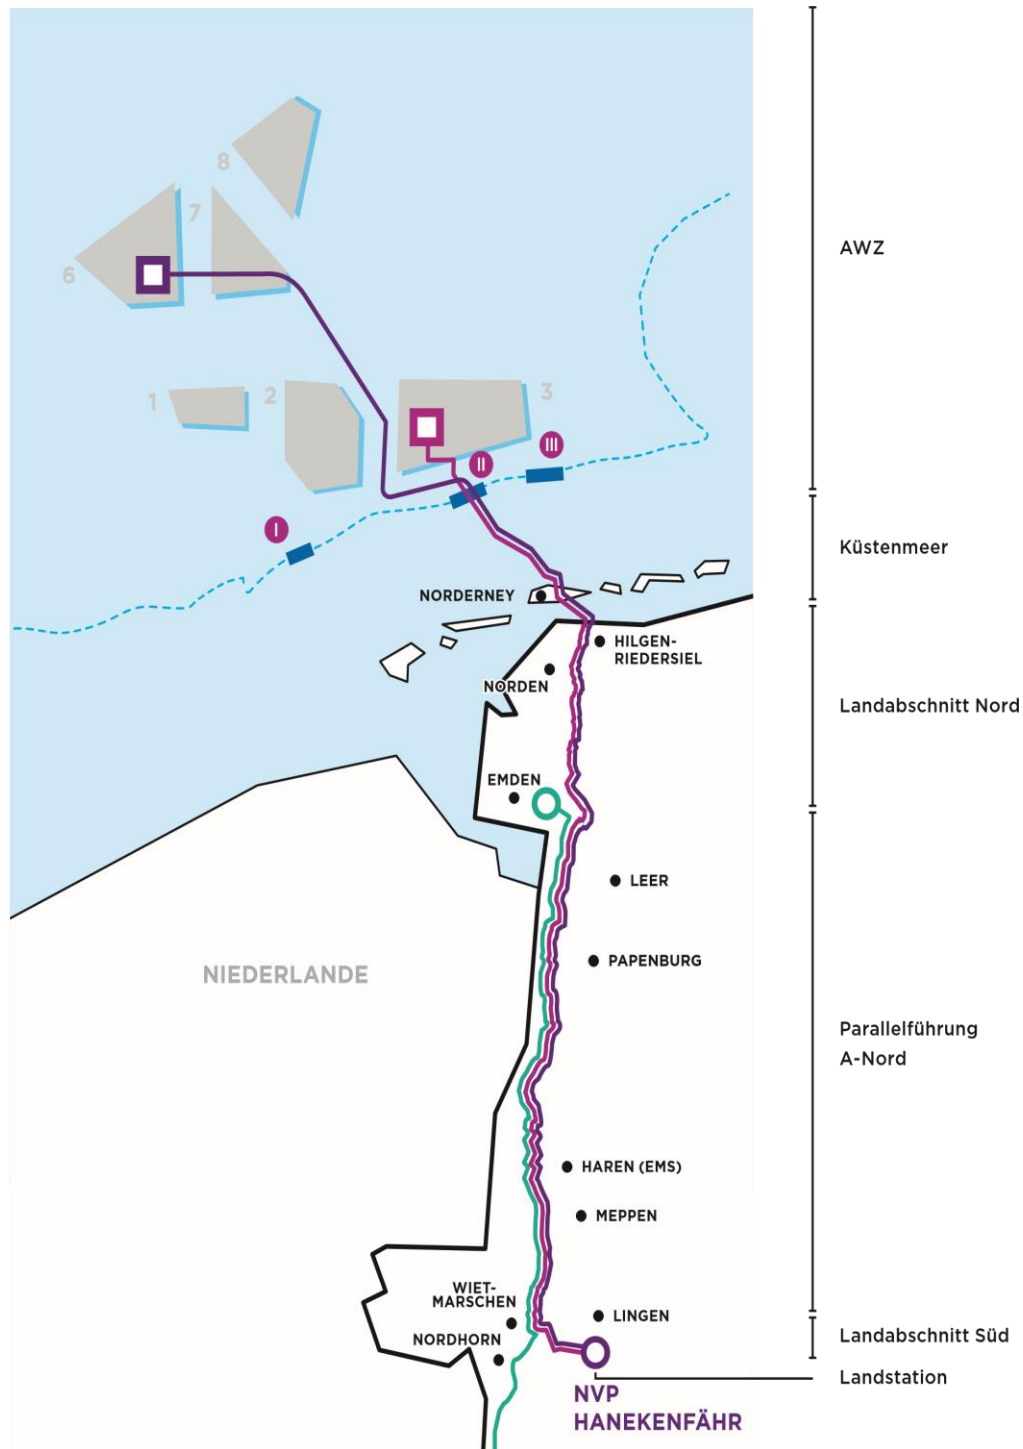 8
7
6
AWZ
1
2
3
III
II
I
Küstenmeer
NORDERNEY
HILGEN-
RIEDERSIEL
NORDEN
Landabschnitt Nord
EMDEN
LEER
PAPENBURG
NIEDERLANDE
Parallelführung
A-Nord
HAREN (EMS)
MEPPEN
WIET-
MARSCHEN
LINGEN
NORDHORN
Landabschnitt Süd
Landstation
NVP
HANEKENFÄHR